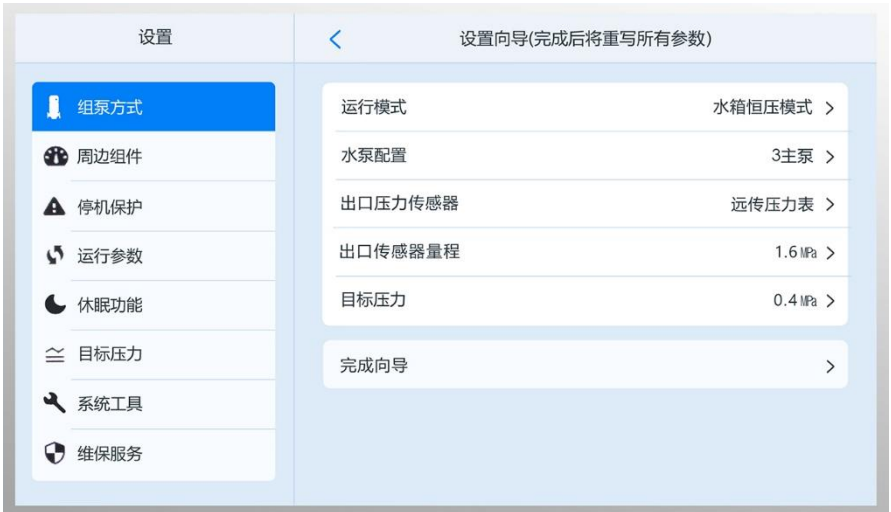 设置
设置向导(完成后将重写所有参数)
组泵方式
周边组件
停机保护
运行参数
休眠功能
目标压力
系统工具
维保服务
运行模式 水箱恒压模式
水泵配置 3主泵
出口压力传感器 远传压力表
出口传感器量程 1.6 MPa
目标压力 0.4 MPa
完成向导